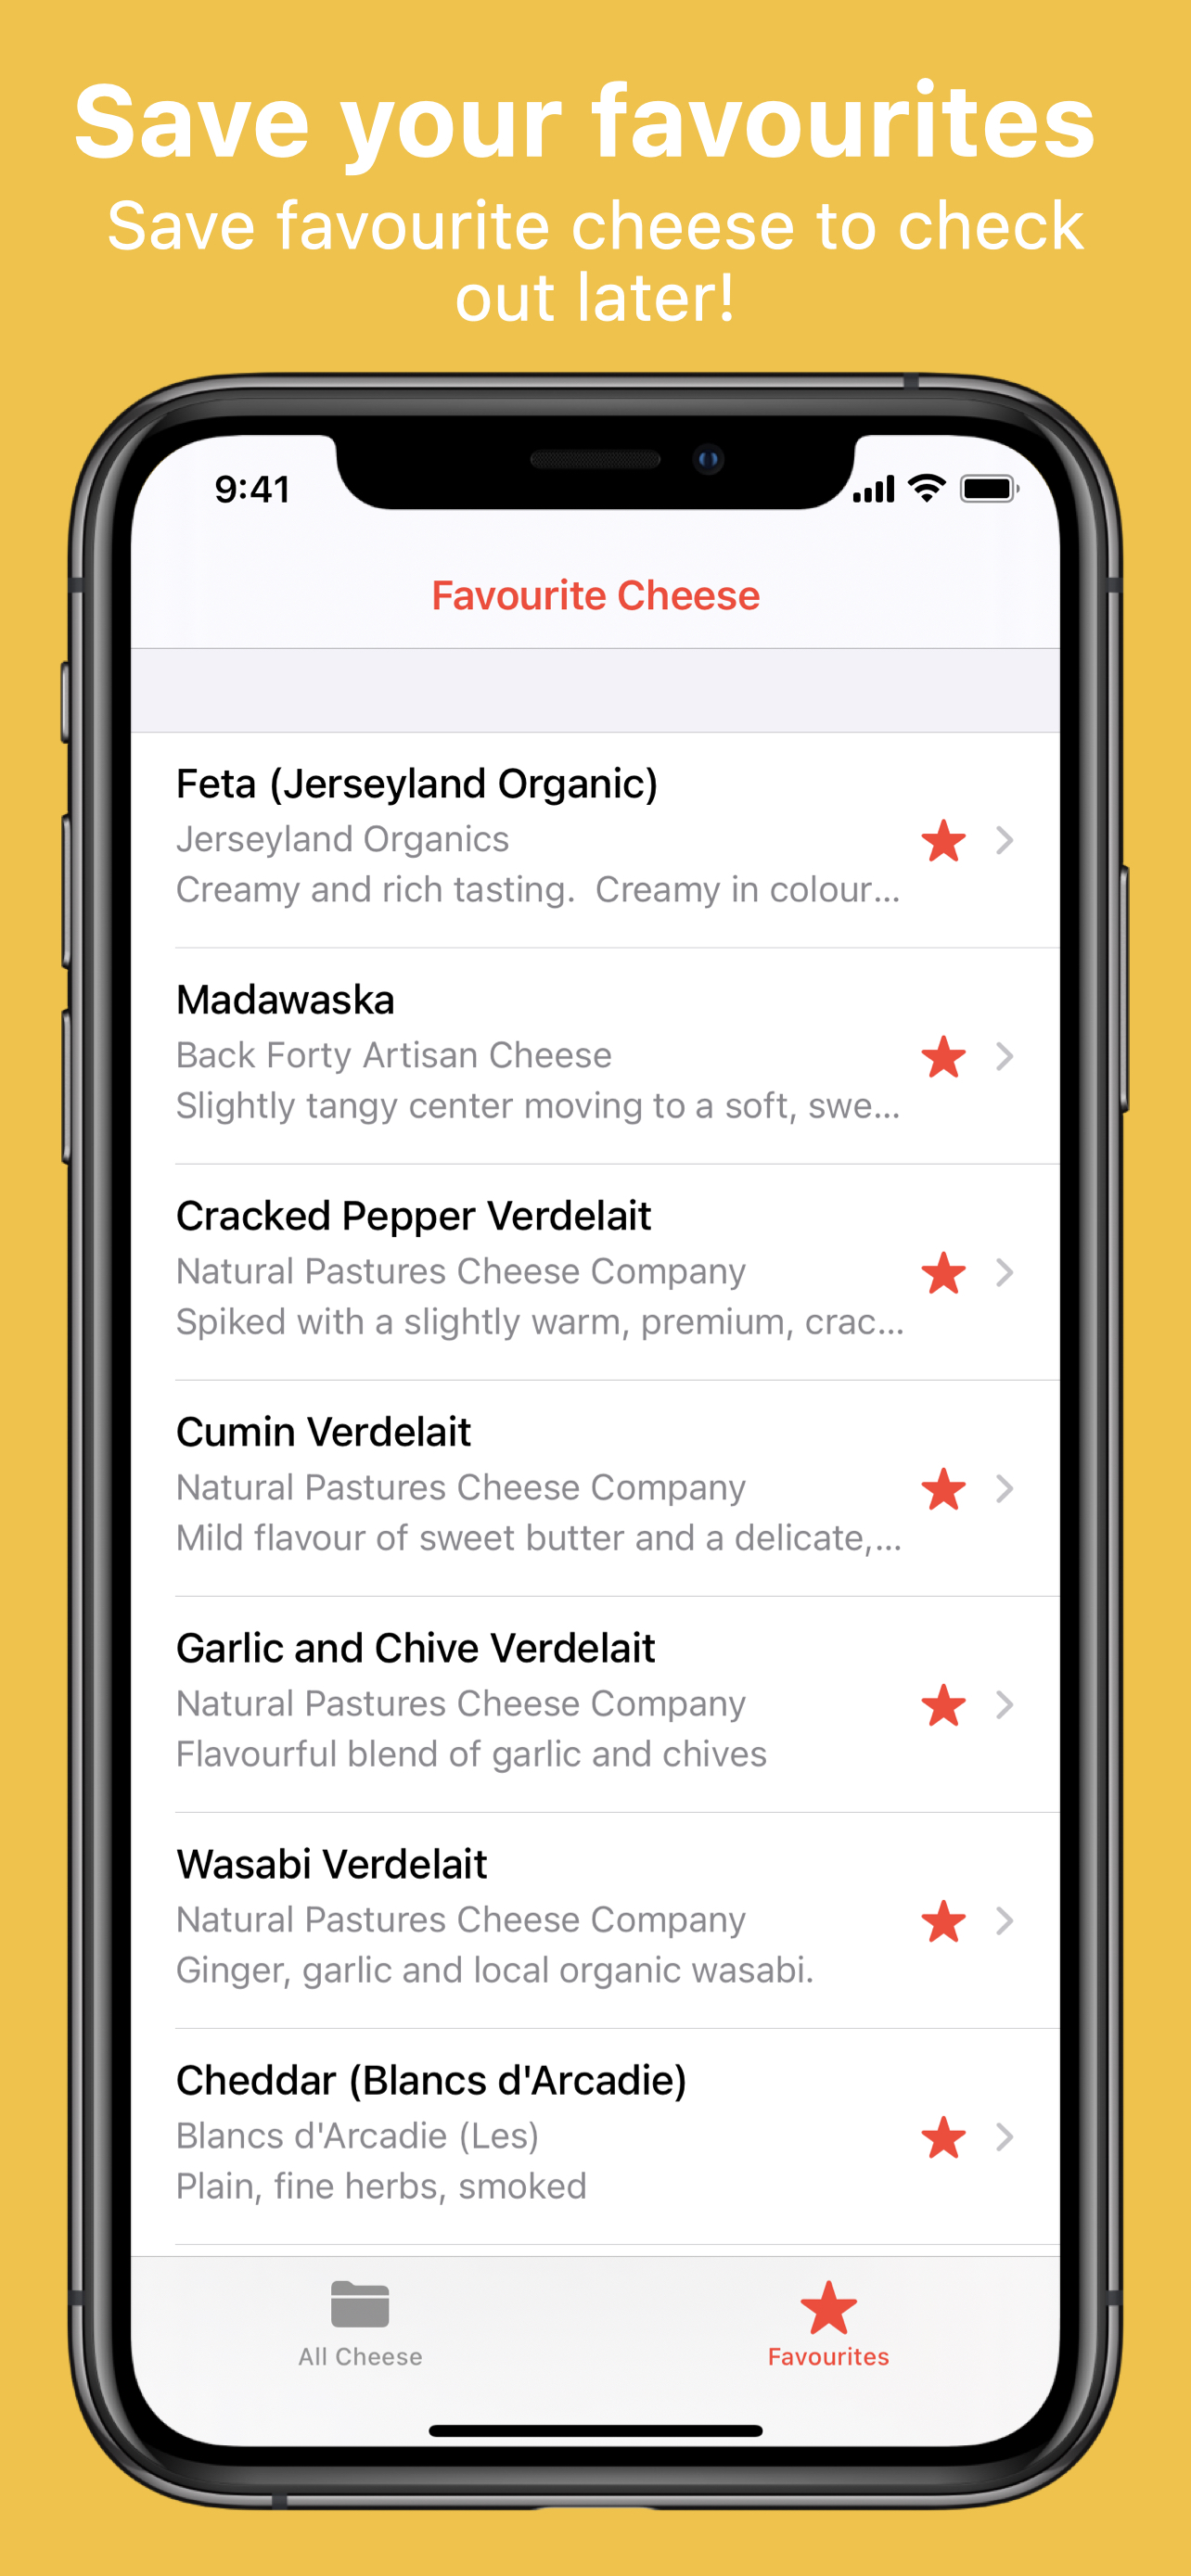 Save your favourites
Save favourite cheese to check
out later!
9:41
Favourite Cheese
Feta (Jerseyland Organic)
Jerseyland Organics
Creamy and rich tasting.  Creamy in colour...
Madawaska
Back Forty Artisan Cheese
Slightly tangy center moving to a soft, swe...
Cracked Pepper Verdelait
Natural Pastures Cheese Company
Spiked with a slightly warm, premium, crac...
Cumin Verdelait
Natural Pastures Cheese Company
Mild flavour of sweet butter and a delicate,...
Garlic and Chive Verdelait
Natural Pastures Cheese Company
Flavourful blend of garlic and chives
Wasabi Verdelait
Natural Pastures Cheese Company
Ginger, garlic and local organic wasabi.
Cheddar (Blancs d'Arcadie)
Blancs d'Arcadie (Les)
Plain, fine herbs, smoked
All Cheese
Favourites